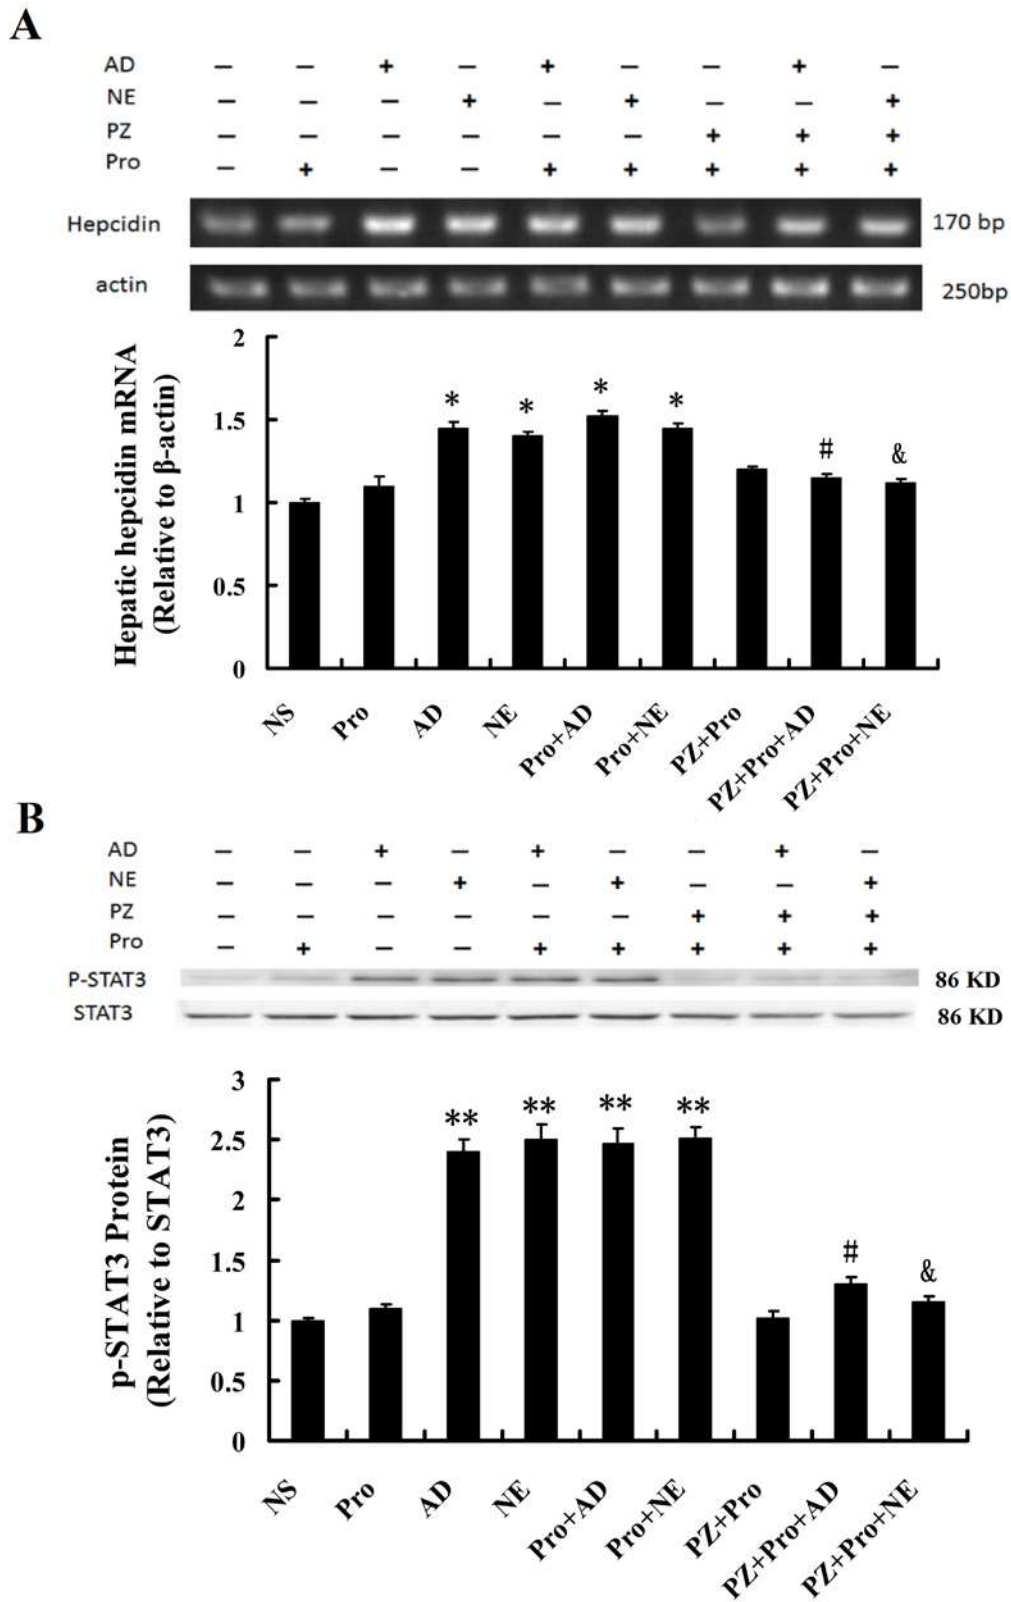 A
AD – – + – + – – + –
NE – – – + – + – – +
PZ – – – – – – + + +
Pro – + – – + + + + +
Hepcidin 170 bp
actin 250bp
Hepatic hepcidin mRNA
(Relative to β-actin)
2
1.5
1
0.5
0
* * * * # &
NS Pro AD NE Pro+AD Pro+NE PZ+Pro PZ+Pro+AD PZ+Pro+NE
B
AD – – + – + – – + –
NE – – – + – + – – +
PZ – – – – – – + + +
Pro – + – – + + + + +
P-STAT3 86 KD
STAT3 86 KD
p-STAT3 Protein
(Relative to STAT3)
3
2.5
2
1.5
1
0.5
0
** ** ** ** # &
NS Pro AD NE Pro+AD Pro+NE PZ+Pro PZ+Pro+AD PZ+Pro+NE